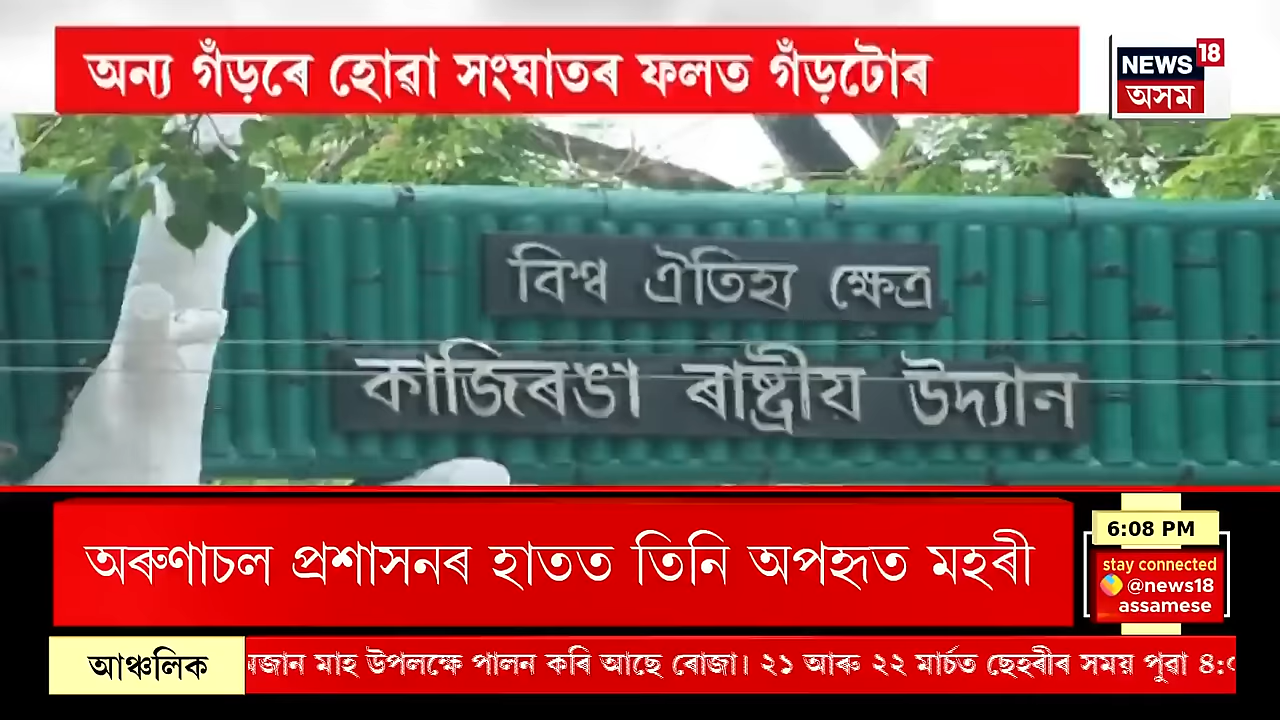 অন্য গঁড়ৰে হোৱা সংঘাতৰ ফলত গঁড়টোৰ
NEWS 18
অসম
বিশ্ব ঐতিহ্য ক্ষেত্ৰ
কাজিৰঙা ৰাষ্ট্ৰীয় উদ্যান
অৰুণাচল প্ৰশাসনৰ হাতত তিনি অপহৃত মহৰী
6:08 PM
stay connected
@news18
assamese
আঞ্চলিক
মাহ উপলক্ষে পালন কৰি আছে ৰোজা। ২১ আৰু ২২ মাৰ্চত ছেহৰীৰ সময় পুৱা